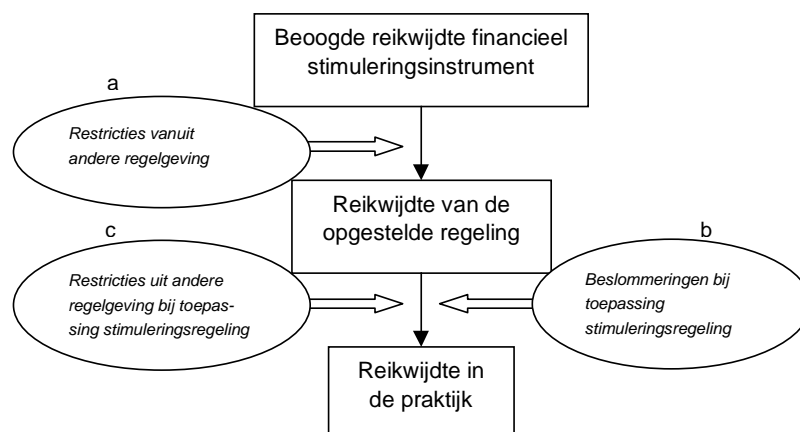 Beoogde reikwijdte financieel
stimuleringsinstrument
a
Restricties vanuit
andere regelgeving
Reikwijdte van de
opgestelde regeling
c
Restricties uit andere
regelgeving bij toepas-
sing stimuleringsregeling
b
Beslommeringen bij
toepassing
stimuleringsregeling
Reikwijdte in
de praktijk